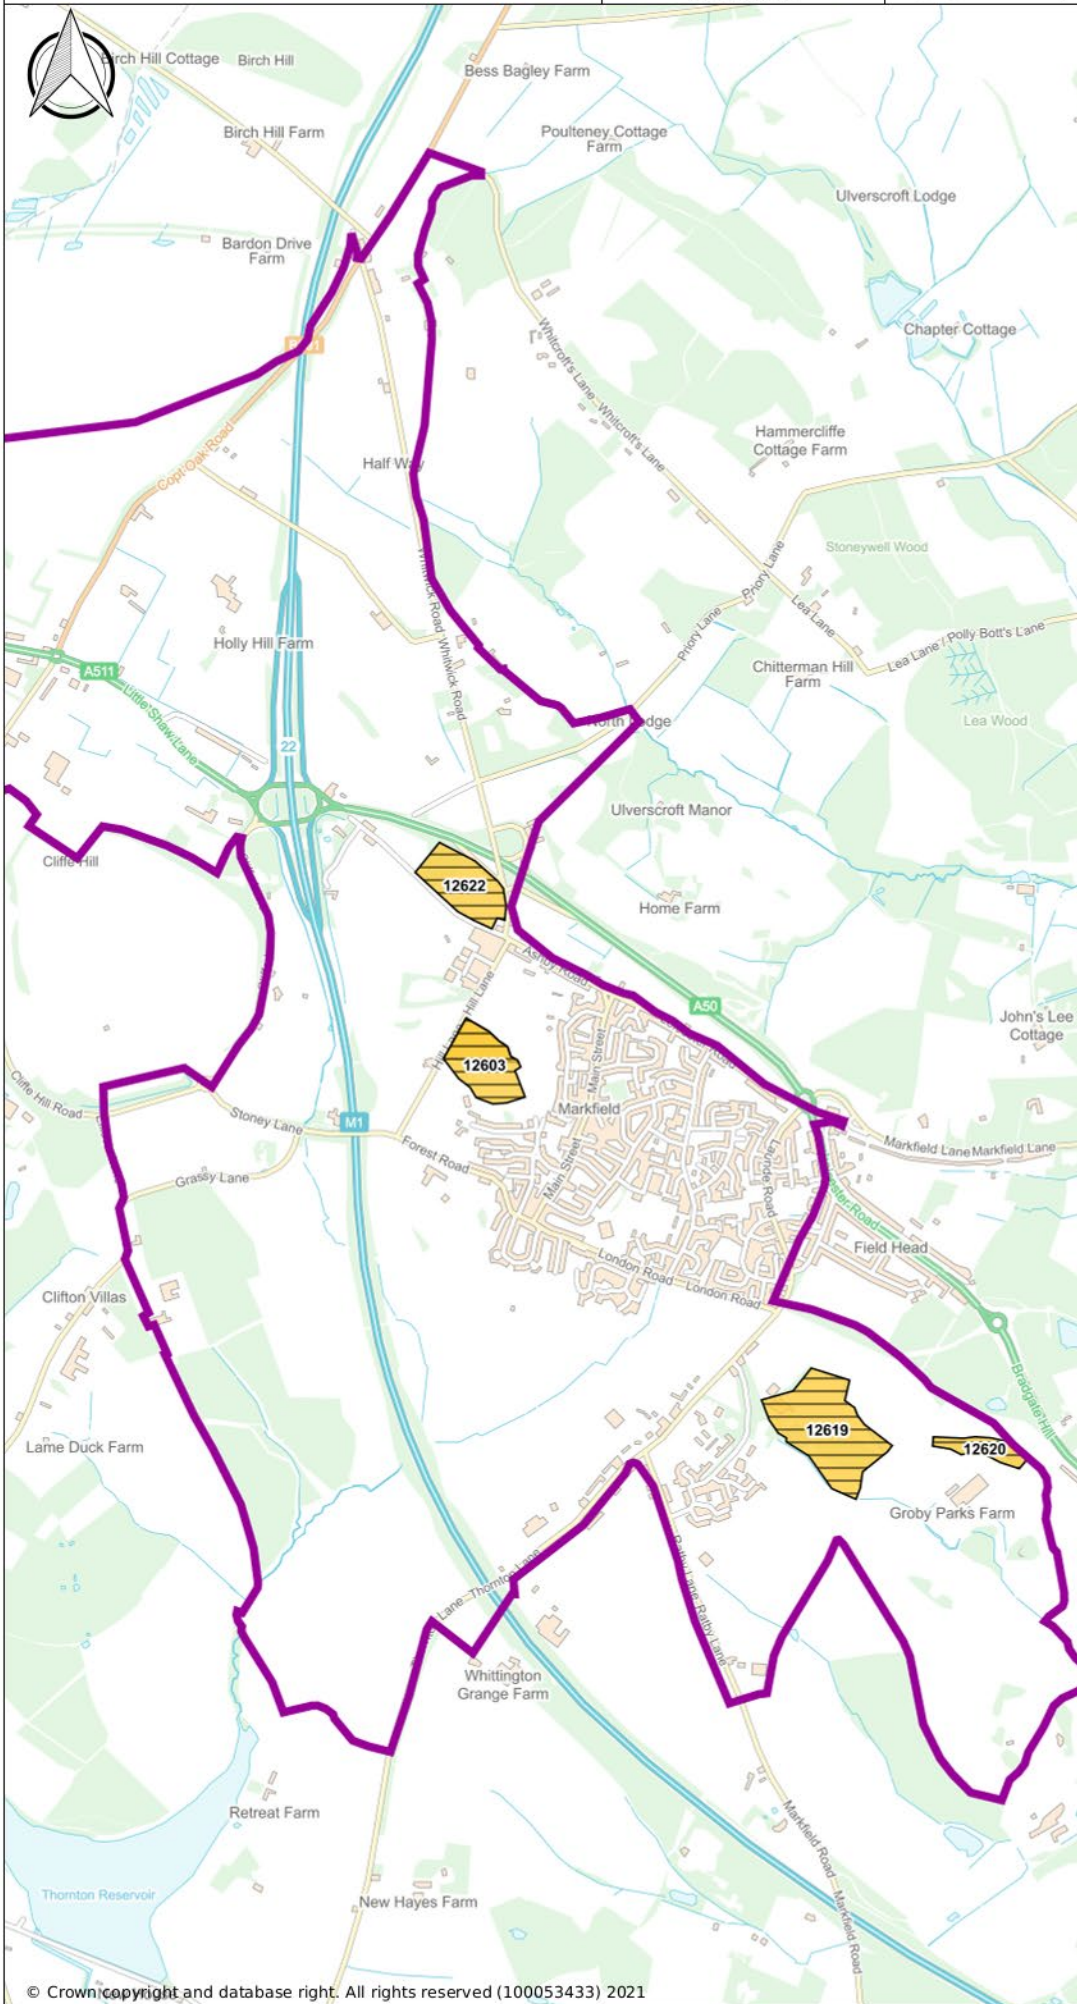 Birch Hill Cottage
Birch Hill
Bess Bagley Farm
Birch Hill Farm
Poulteney Cottage
Farm
Ulverscroft Lodge
Bardon Drive
Farm
Chapter Cottage
Whitcroft's Lane
Whitcroft's Lane
Hammercliffe
Cottage Farm
Copt Oak Road
Half Way
Stoneywell Wood
Whitwick Road
Whitwick Road
Priory Lane
Priory Lane
Lea Lane
Lea Lane / Polly Bott's Lane
Holly Hill Farm
A511
Little Shaw Lane
Chitterman Hill
Farm
North Lodge
Lea Wood
22
Ulverscroft Manor
Cliffe Hill
12622
Home Farm
Ashby Road
A50
Hill Lane
Hill Lane
John's Lee
Cottage
12603
Main Street
Markfield
Cliffe Hill Road
Stoney Lane
M1
Forest Road
Main Street
Launde Road
Markfield Lane
Markfield Lane
Grassy Lane
Field Head
London Road
London Road
Clifton Villas
Bradgate Hill
Lame Duck Farm
12619
12620
Groby Parks Farm
Thornton Lane
Lane
Ratby Lane
Ratby Lane
Whittington
Grange Farm
Retreat Farm
Markfield Road
Markfield Road
Thornton Reservoir
New Hayes Farm
© Crown copyright and database right. All rights reserved (100053433) 2021